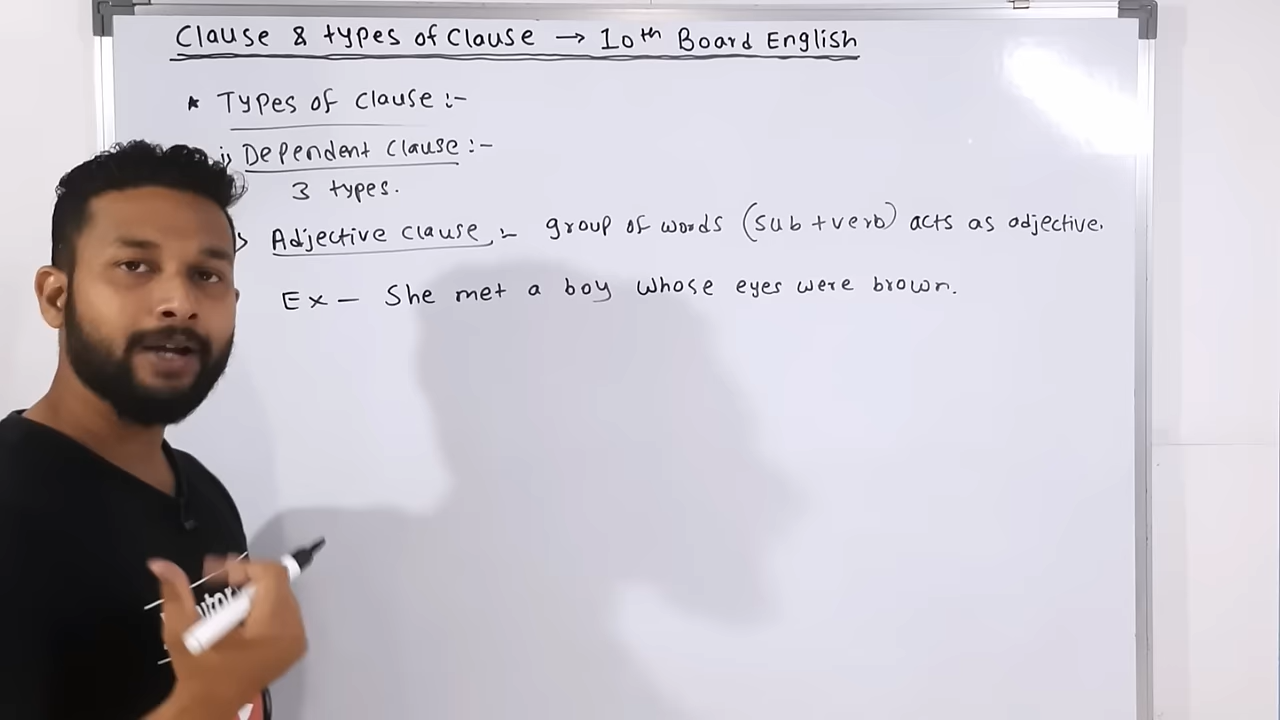 Clause & types of Clause → 10th Board English
* Types of Clause :-
i) Dependent Clause :-
3 types.
> Adjective Clause :- group of words (sub + verb) acts as adjective.
Ex - She met a boy whose eyes were brown.